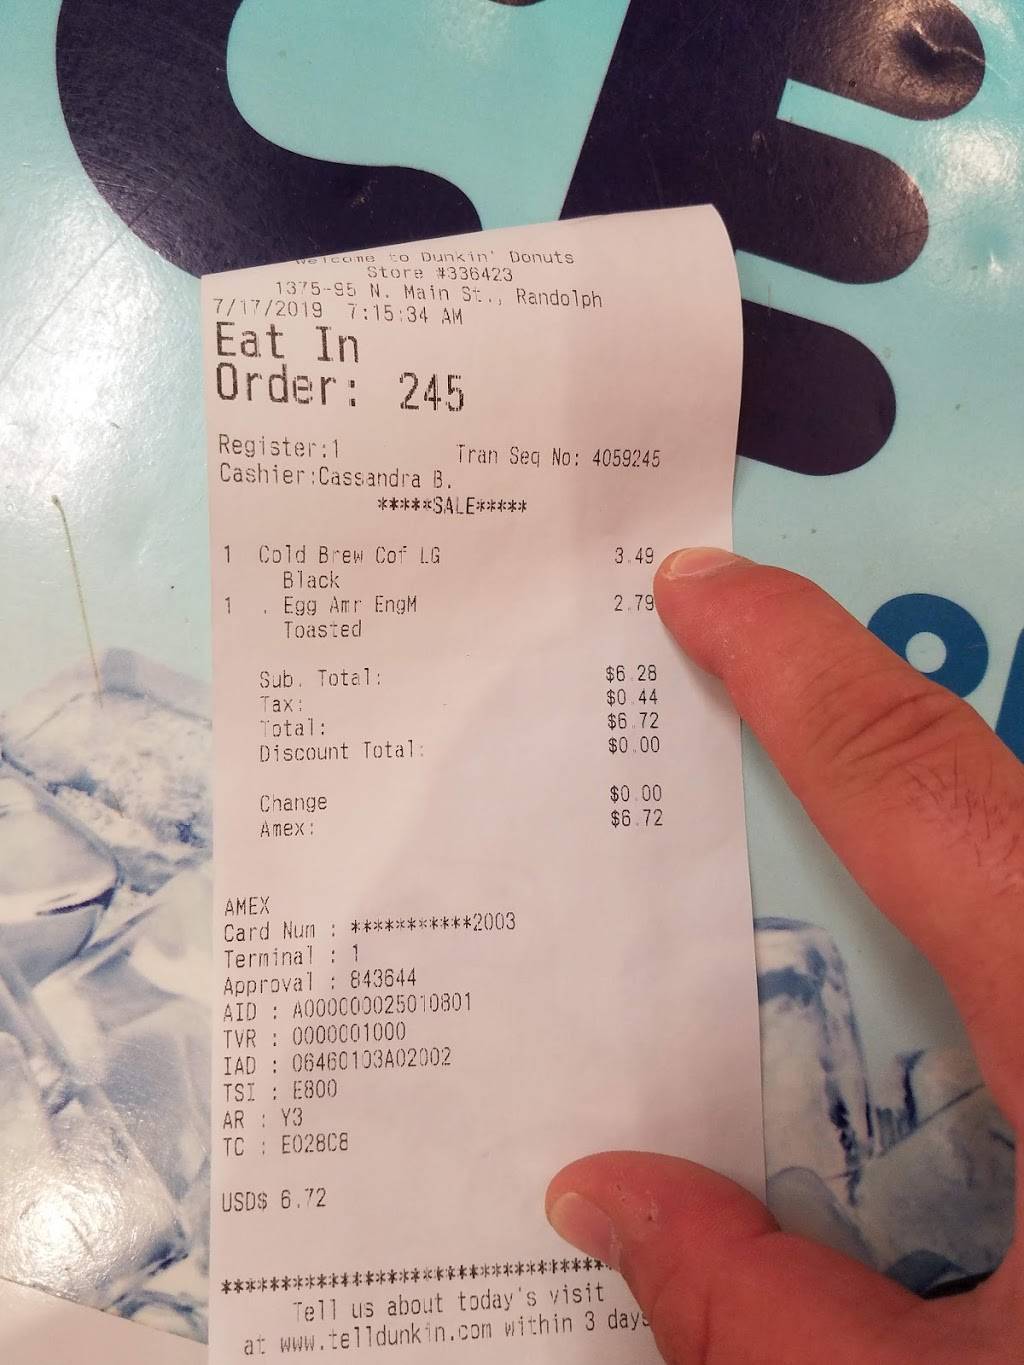 Welcome to Dunkin' Donuts
Store #336423
1375-95 N. Main St., Randolph
7/17/2019 7:15:34 AM
Eat In
Order: 245
Register:1 Tran Seq No: 4059245
Cashier:Cassandra B.
*****SALE*****
1 Cold Brew Cof LG 3.49
Black
1 . Egg Amr EngM 2.79
Toasted
Sub. Total: $6.28
Tax: $0.44
Total: $6.72
Discount Total: $0.00
Change $0.00
Amex: $6.72
AMEX
Card Num : ***********2003
Terminal : 1
Approval : 843644
AID : A000000025010801
TVR : 0000001000
IAD : 06460103A02002
TSI : E800
AR : Y3
TC : E028C8
USD$ 6.72
********************************
Tell us about today's visit
at www.telldunkin.com within 3 days